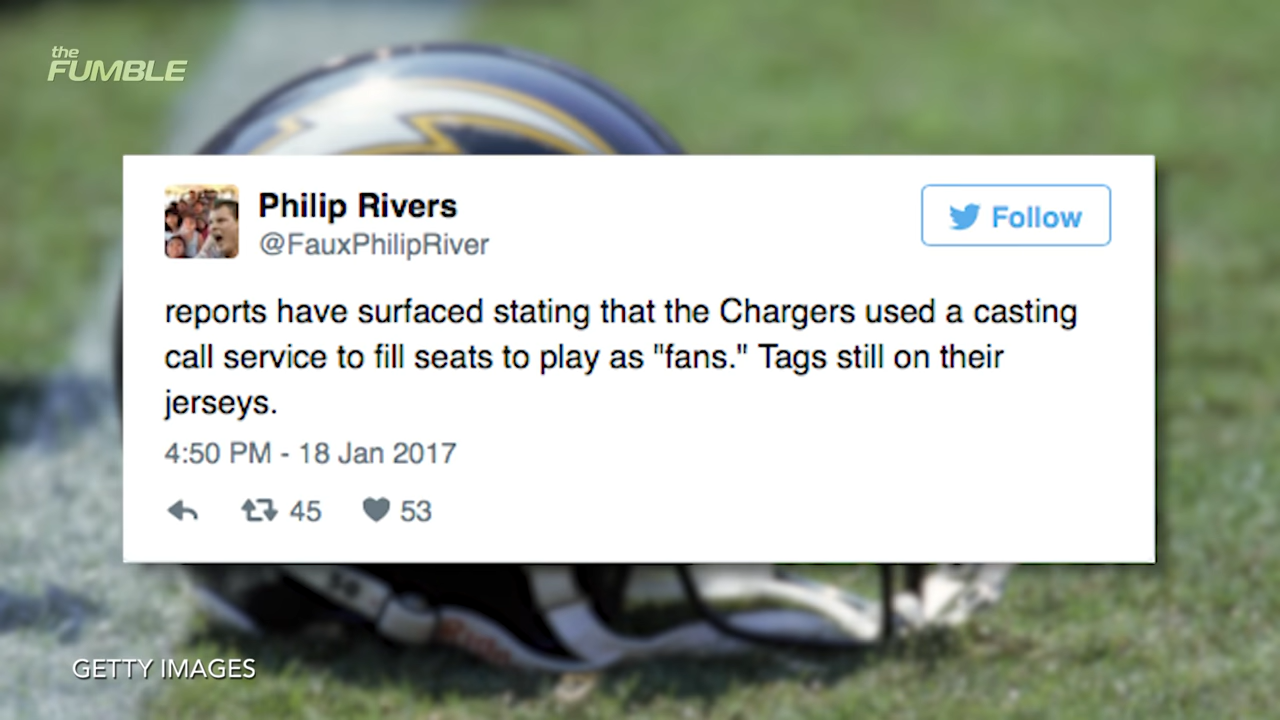 the
FUMBLE
Philip Rivers
@FauxPhilipRiver
Follow
reports have surfaced stating that the Chargers used a casting
call service to fill seats to play as "fans." Tags still on their
jerseys.
4:50 PM - 18 Jan 2017
45 53
GETTY IMAGES